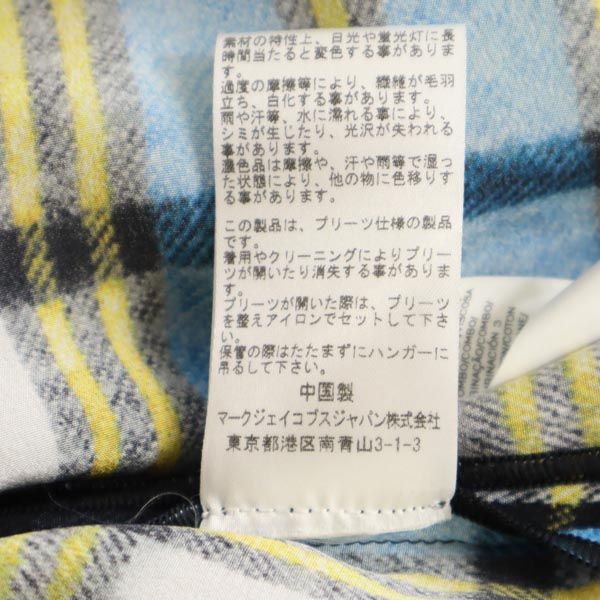 素材の特性上、日光や蛍光灯に長
時間当たると変色する事がありま
す。
過度の摩擦等により、繊維が毛羽
立ち、白化する事があります。
雨や汗等、水に濡れる事により、
シミが生じたり、光沢が失われる
事があります。
濃色品は摩擦や、汗や雨等で湿っ
た状態により、他の物に色移りす
る事があります。
この製品は、プリーツ仕様の製品
です。
着用やクリーニングによりプリー
ツが開いたり消失する事がありま
す。
プリーツが開いた際は、プリーツ
を整えアイロンでセットして下さ
い。
保管の際はたたまずにハンガーに
吊るして下さい。
中国製
マークジェイコブスジャパン株式会社
東京都港区南青山3-1-3